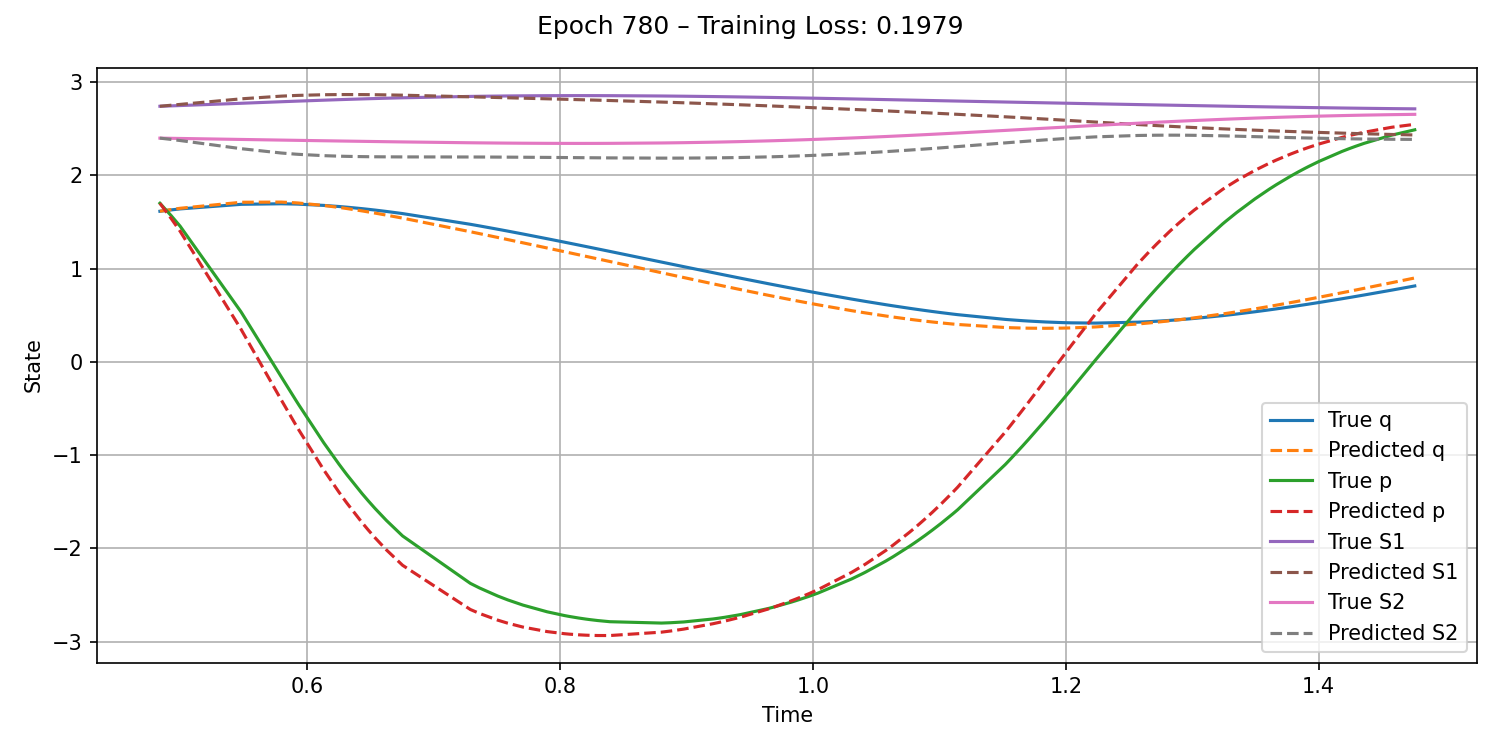 Epoch 780 – Training Loss: 0.1979
3
2
1
0
−1
−2
−3
State
0.6
0.8
1.0
1.2
1.4
Time
True q
Predicted q
True p
Predicted p
True S1
Predicted S1
True S2
Predicted S2